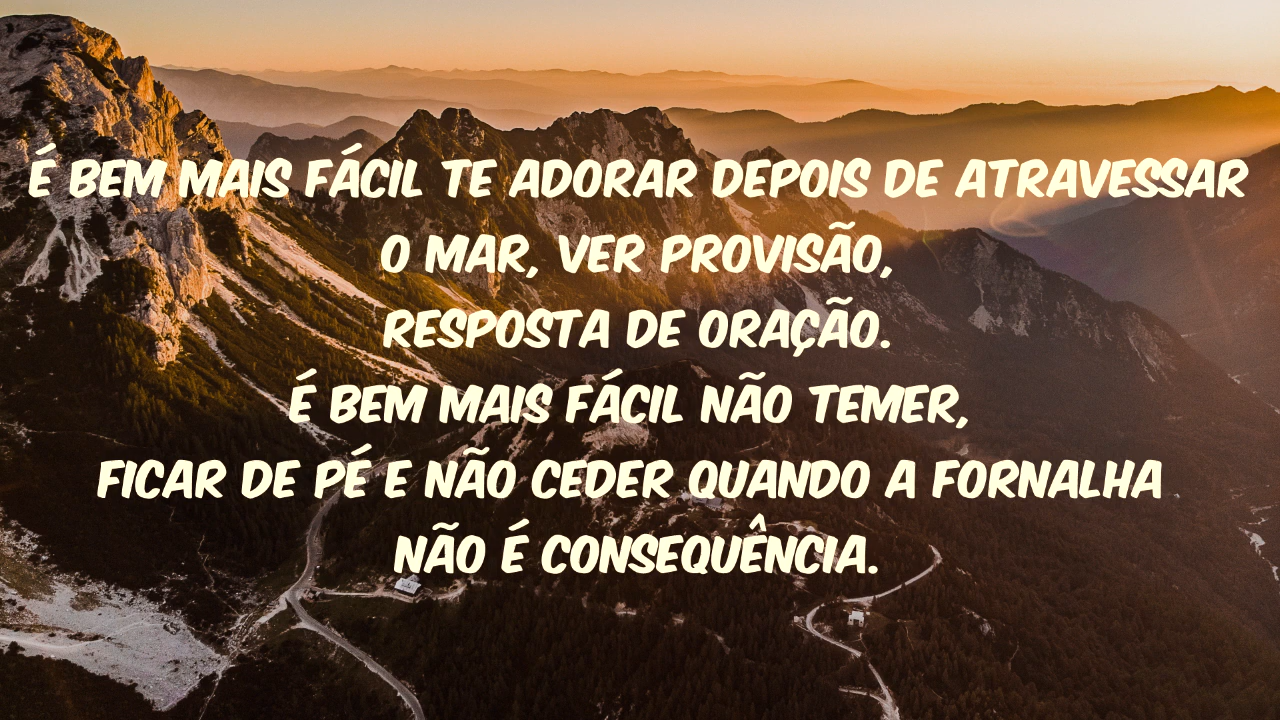 É BEM MAIS FÁCIL TE ADORAR DEPOIS DE ATRAVESSAR
O MAR, VER PROVISÃO,
RESPOSTA DE ORAÇÃO.
É BEM MAIS FÁCIL NÃO TEMER,
FICAR DE PÉ E NÃO CEDER QUANDO A FORNALHA
NÃO É CONSEQUÊNCIA.